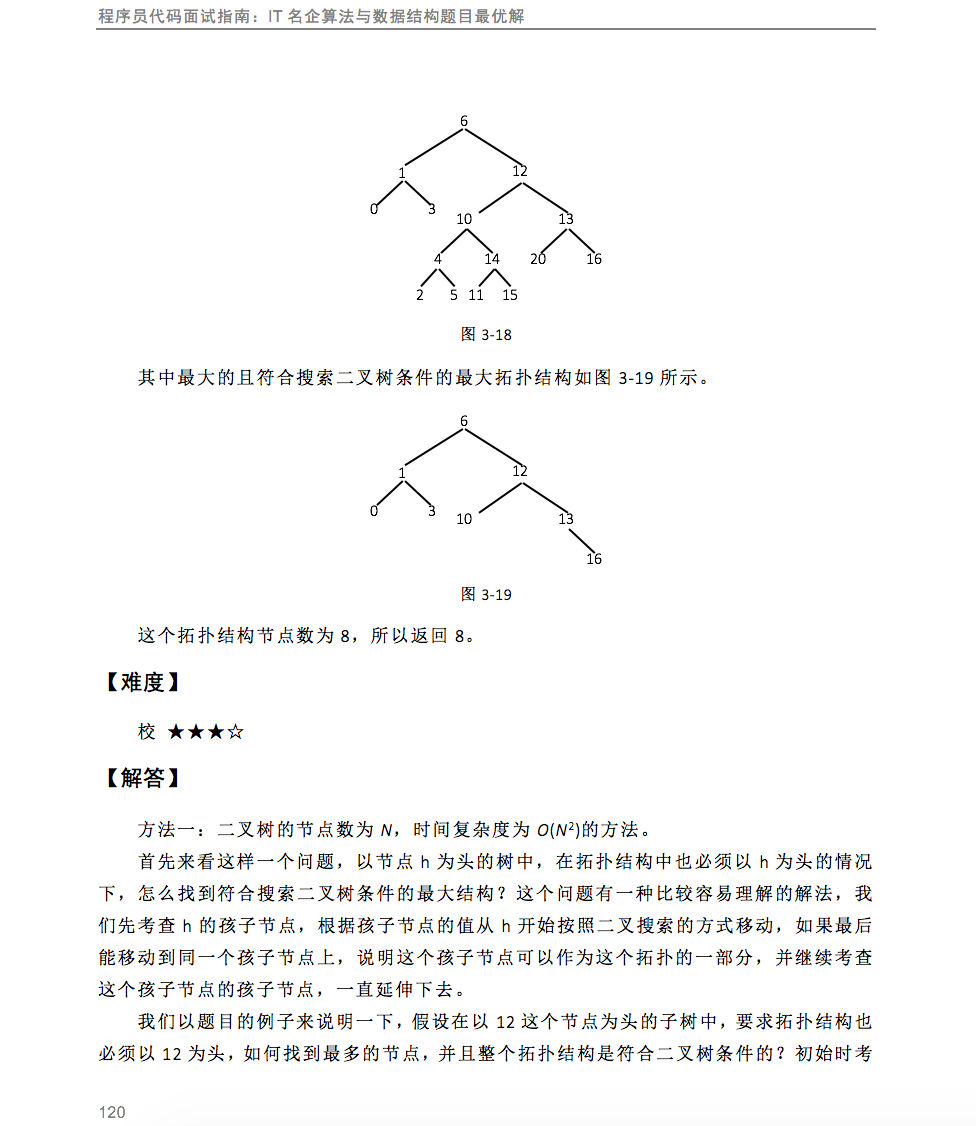 程序员代码面试指南：IT 名企算法与数据结构题目最优解
6
1 12
0 3 10 13
4 14 20 16
2 5 11 15
图 3-18
其中最大的且符合搜索二叉树条件的最大拓扑结构如图 3-19 所示。
6
1 12
0 3 10 13
16
图 3-19
这个拓扑结构节点数为 8，所以返回 8。
【难度】
校 ★★★☆
【解答】
方法一：二叉树的节点数为 N，时间复杂度为 O(N²)的方法。
首先来看这样一个问题，以节点 h 为头的树中，在拓扑结构中也必须以 h 为头的情况
下，怎么找到符合搜索二叉树条件的最大结构？这个问题有一种比较容易理解的解法，我
们先考查 h 的孩子节点，根据孩子节点的值从 h 开始按照二叉搜索的方式移动，如果最后
能移动到同一个孩子节点上，说明这个孩子节点可以作为这个拓扑的一部分，并继续考查
这个孩子节点的孩子节点，一直延伸下去。
我们以题目的例子来说明一下，假设在以 12 这个节点为头的子树中，要求拓扑结构也
必须以 12 为头，如何找到最多的节点，并且整个拓扑结构是符合二叉树条件的？初始时考
120